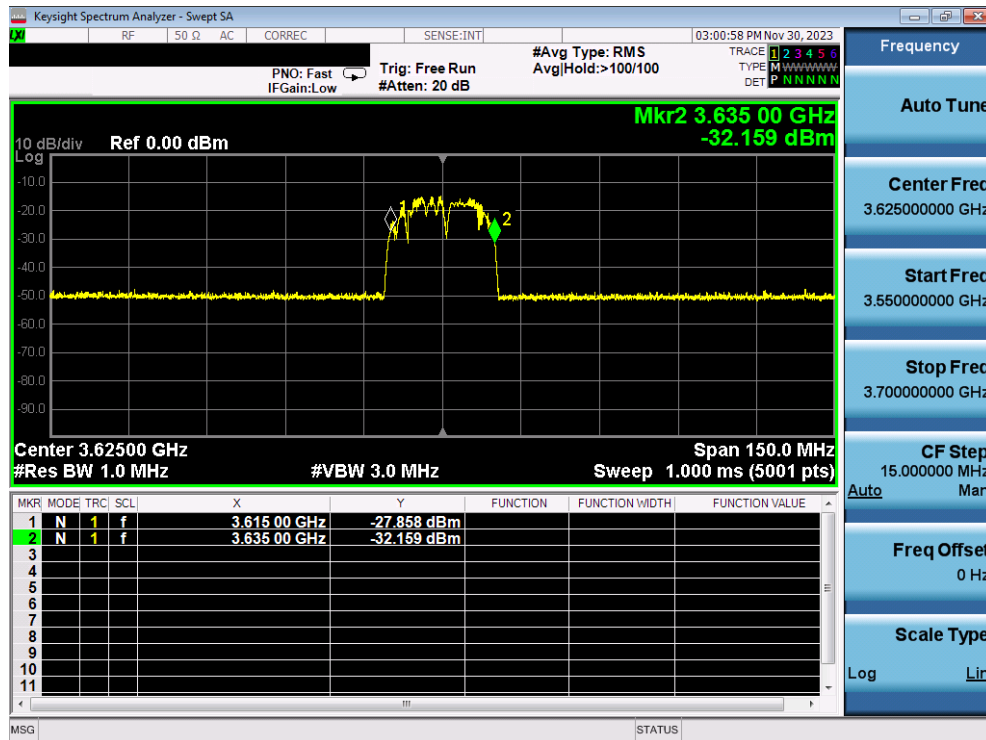 Keysight Spectrum Analyzer - Swept SA
LXI RF 50 Ω AC CORREC SENSE:INT 03:00:58 PM Nov 30, 2023
PNO: Fast
IFGain:Low
Trig: Free Run
#Atten: 20 dB
#Avg Type: RMS
Avg|Hold:>100/100
TRACE 1 2 3 4 5 6
TYPE M W W W W W
DET P N N N N N
Mkr2 3.635 00 GHz
-32.159 dBm
10 dB/div Ref 0.00 dBm
Log
-10.0
-20.0
-30.0
-40.0
-50.0
-60.0
-70.0
-80.0
-90.0
1
2
Center 3.62500 GHz Span 150.0 MHz
#Res BW 1.0 MHz #VBW 3.0 MHz Sweep 1.000 ms (5001 pts)
MKR MODE TRC SCL X Y FUNCTION FUNCTION WIDTH FUNCTION VALUE
1 N 1 f 3.615 00 GHz -27.858 dBm
2 N 1 f 3.635 00 GHz -32.159 dBm
3
4
5
6
7
8
9
10
11
MSG STATUS
Frequency
Auto Tune
Center Freq
3.625000000 GHz
Start Freq
3.550000000 GHz
Stop Freq
3.700000000 GHz
CF Step
15.000000 MHz
Auto Man
Freq Offset
0 Hz
Scale Type
Log Lin